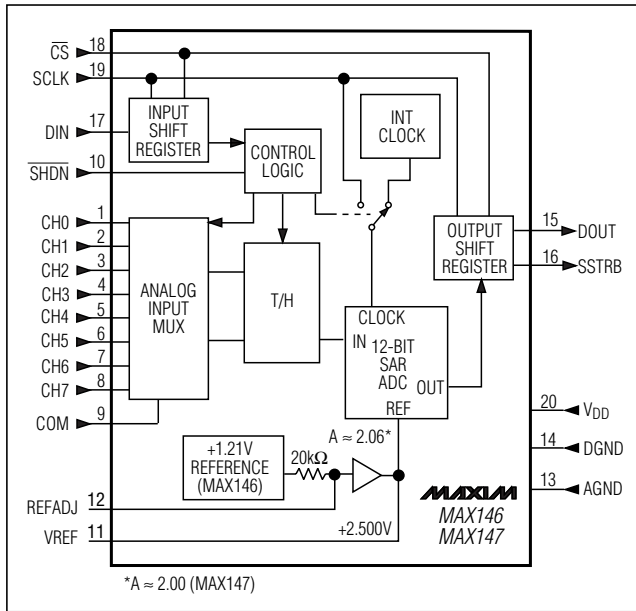 CS 18
SCLK 19
DIN 17
SHDN 10
CH0 1
CH1 2
CH2 3
CH3 4
CH4 5
CH5 6
CH6 7
CH7 8
COM 9
REFADJ 12
VREF 11
INPUT
SHIFT
REGISTER
CONTROL
LOGIC
INT
CLOCK
ANALOG
INPUT
MUX
T/H
OUTPUT
SHIFT
REGISTER
CLOCK
IN
12-BIT
SAR
ADC
OUT
REF
+1.21V
REFERENCE
(MAX146)
20kΩ
A ≈ 2.06*
+2.500V
15 DOUT
16 SSTRB
20 VDD
14 DGND
13 AGND
MAXIM
MAX146
MAX147
*A ≈ 2.00 (MAX147)